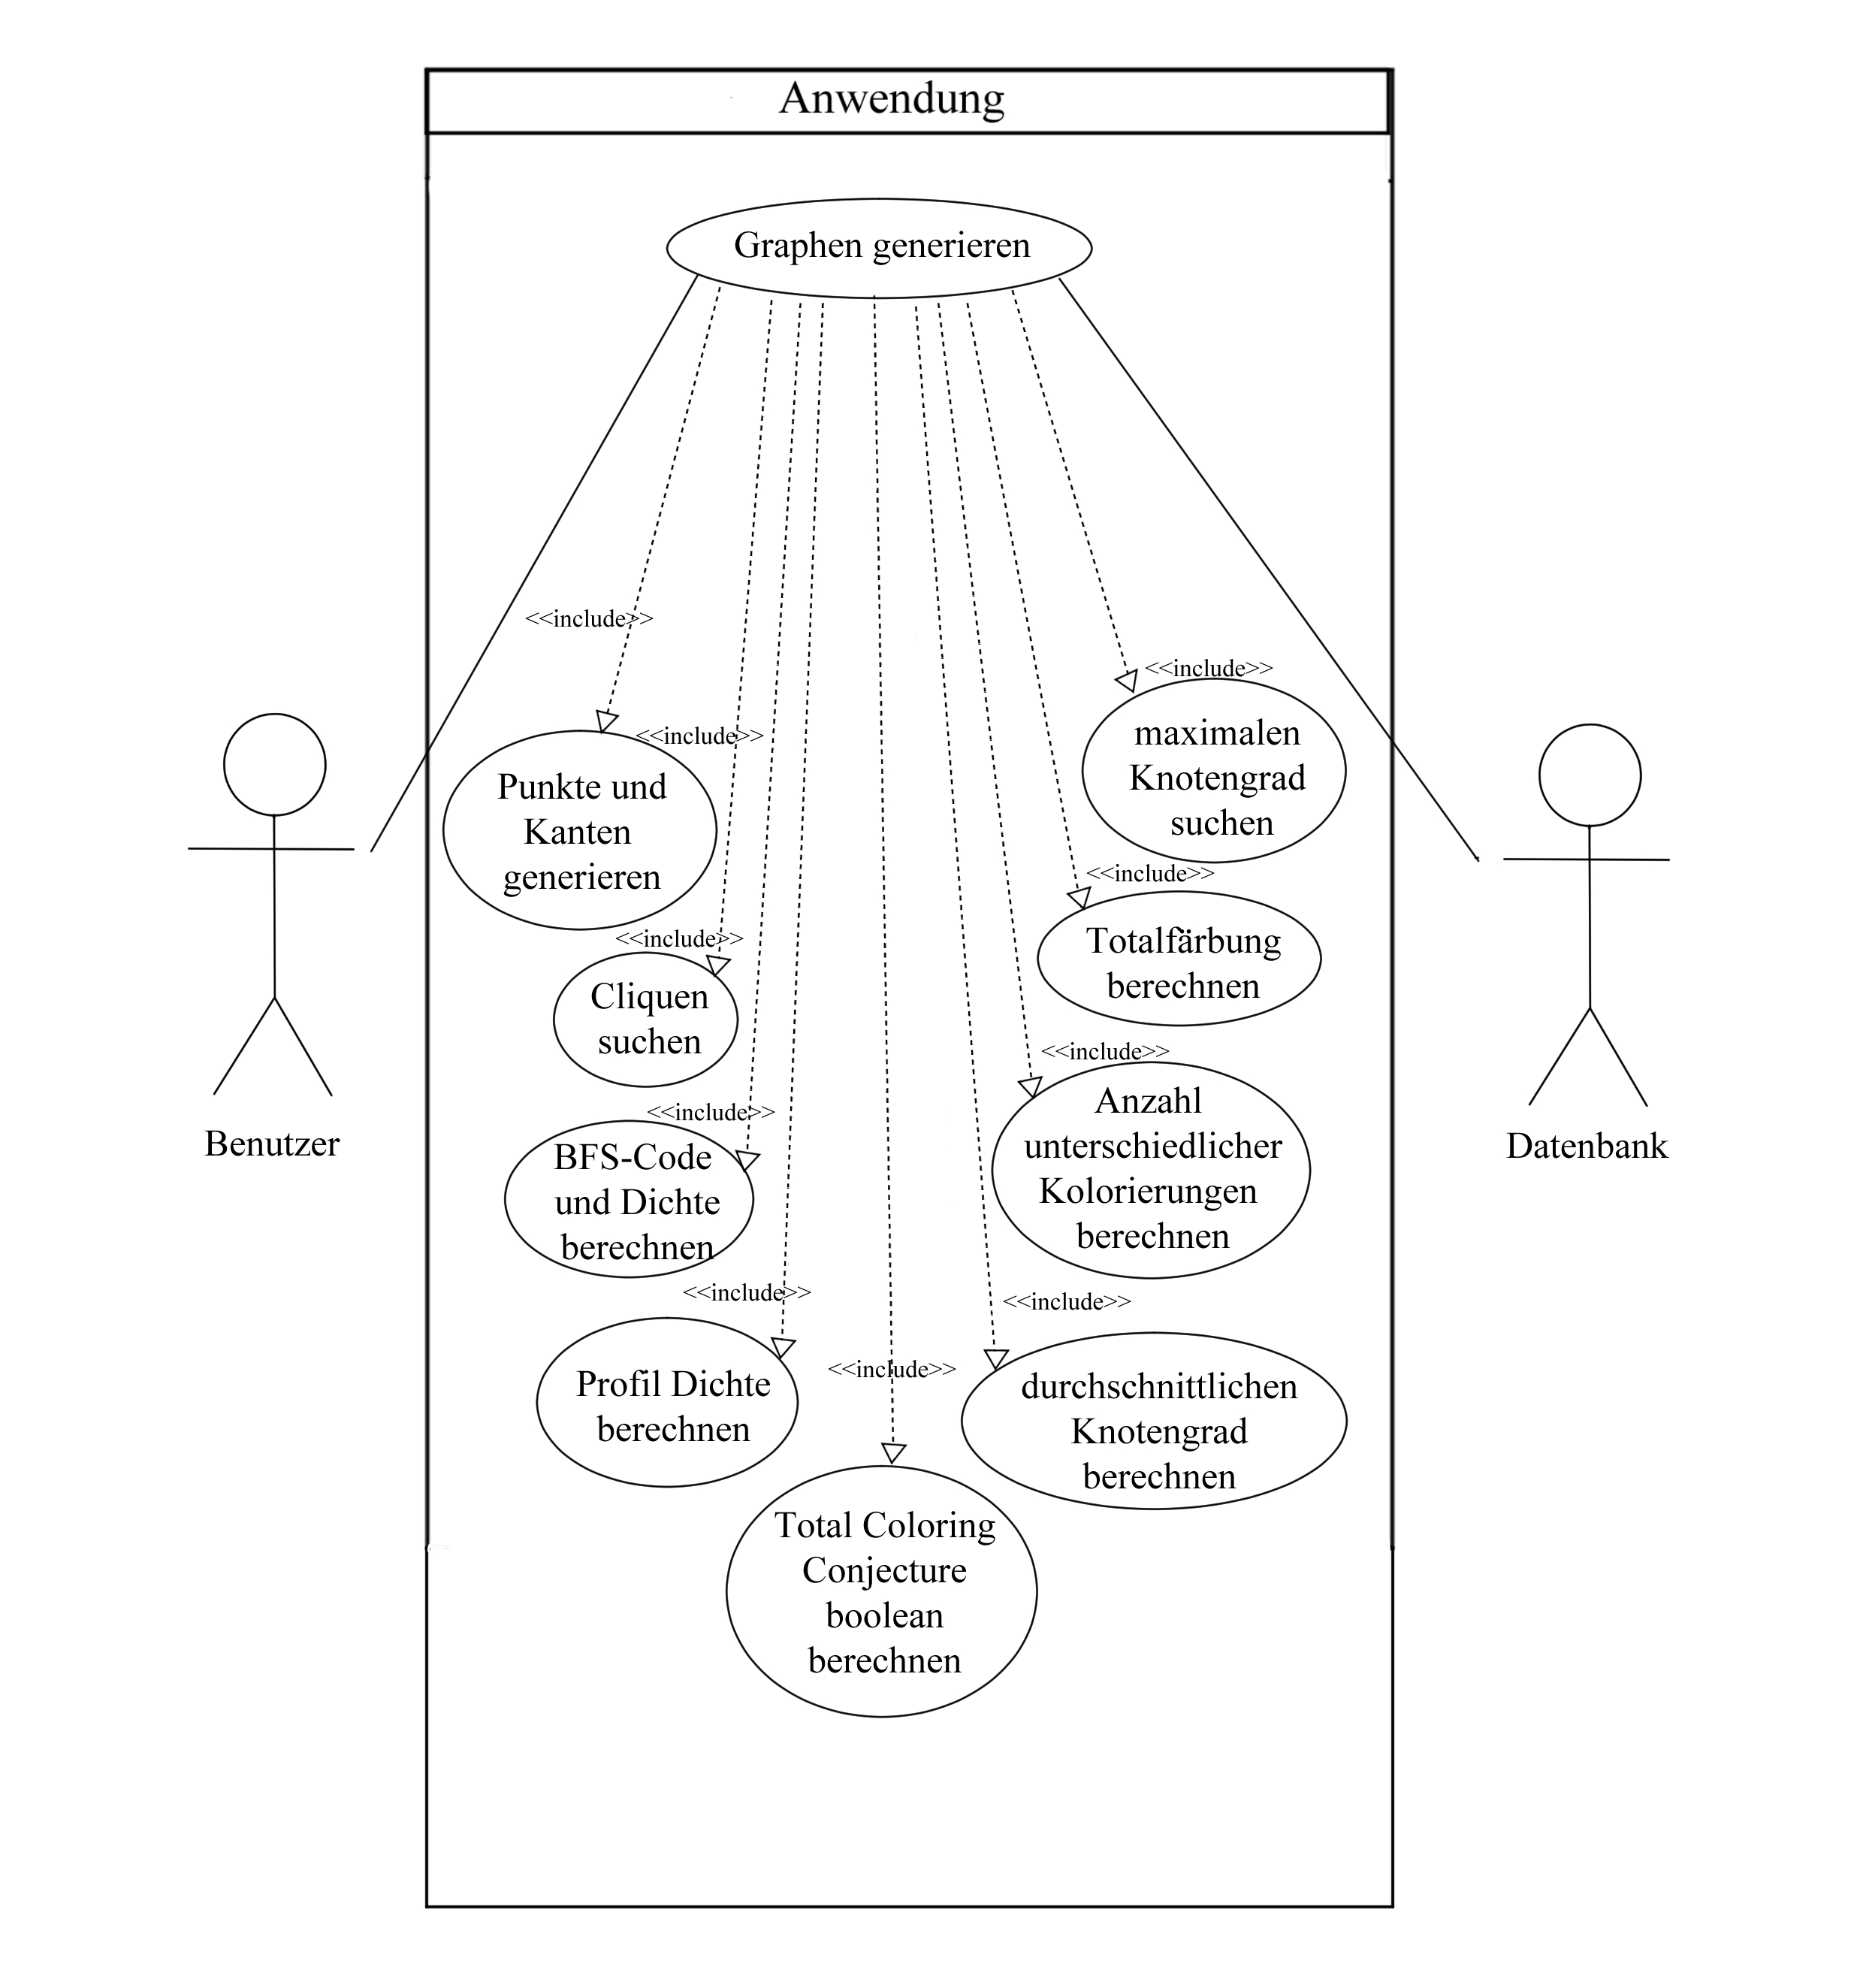 Anwendung
Graphen generieren
<<include>>
<<include>>
Punkte und
Kanten
generieren
<<include>>
maximalen
Knotengrad
suchen
<<include>>
Cliquen
suchen
<<include>>
Totalfärbung
berechnen
<<include>>
BFS-Code
und Dichte
berechnen
<<include>>
Anzahl
unterschiedlicher
Kolorierungen
berechnen
Benutzer
Datenbank
<<include>>
Profil Dichte
berechnen
<<include>>
<<include>>
durchschnittlichen
Knotengrad
berechnen
Total Coloring
Conjecture
boolean
berechnen